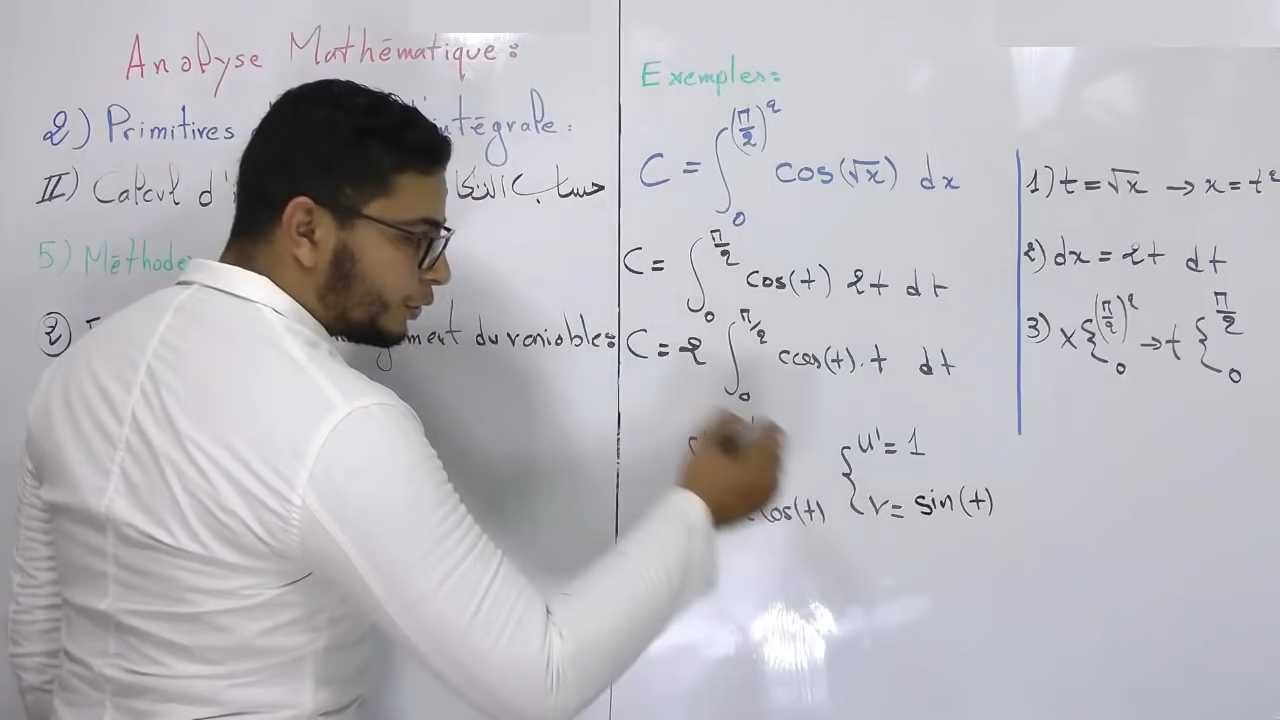 Analyse Mathématique:
2) Primitives intégrale:
II) Calcul d' حساب
5) Méthode
② du variable:
Exemples:
C = ∫₀^(π/2)² cos(√x) dx
C = ∫₀^π/2 cos(t) 2t dt
C = 2 ∫₀^π/2 cos(t).t dt
{ u' = 1
cos(t) { v = sin(t)
1) t = √x → x = t²
2) dx = 2t dt
3) x { (π/2)² 0 → t { π/2 0